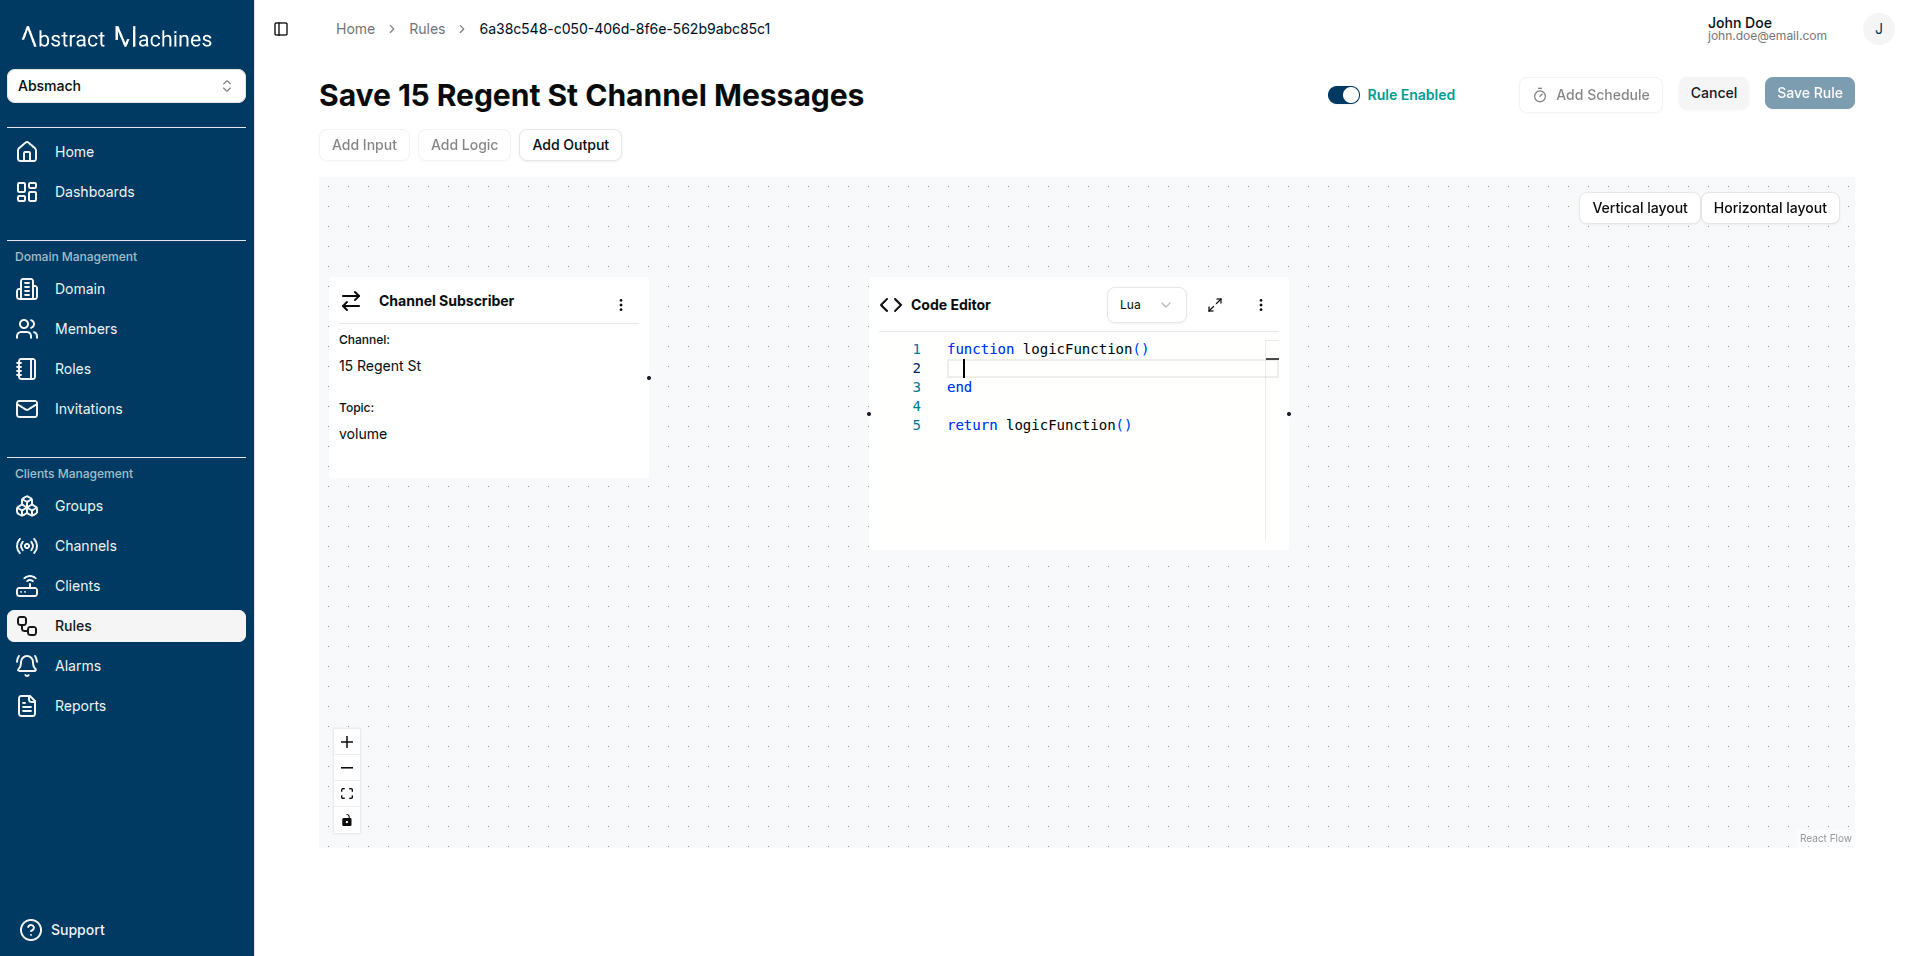 Abstract Machines
Absmach
Home
Dashboards
Domain Management
Domain
Members
Roles
Invitations
Clients Management
Groups
Channels
Clients
Rules
Alarms
Reports
Support
Home > Rules > 6a38c548-c050-406d-8f6e-562b9abc85c1
John Doe
john.doe@email.com
J
Save 15 Regent St Channel Messages
Rule Enabled
Add Schedule
Cancel
Save Rule
Add Input
Add Logic
Add Output
Vertical layout
Horizontal layout
Channel Subscriber
Channel:
15 Regent St
Topic:
volume
Code Editor
Lua
1 function logicFunction()
2
3 end
4
5 return logicFunction()
React Flow